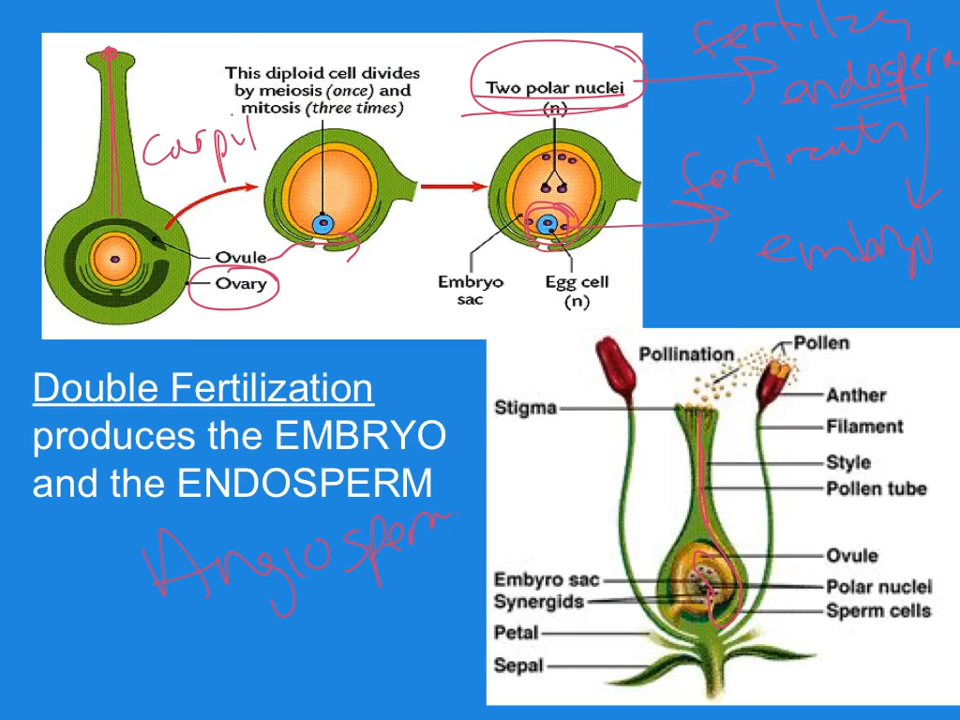 This diploid cell divides
by meiosis (once) and
mitosis (three times)
Two polar nuclei
(n)
fertilizes
endosperm
carpil
embryo
Ovule
Ovary
Embryo
sac
Egg cell
(n)
Double Fertilization
produces the EMBRYO
and the ENDOSPERM
Angiosperm
Pollination
Pollen
Stigma
Anther
Filament
Style
Pollen tube
Ovule
Embyro sac
Polar nuclei
Synergids
Sperm cells
Petal
Sepal